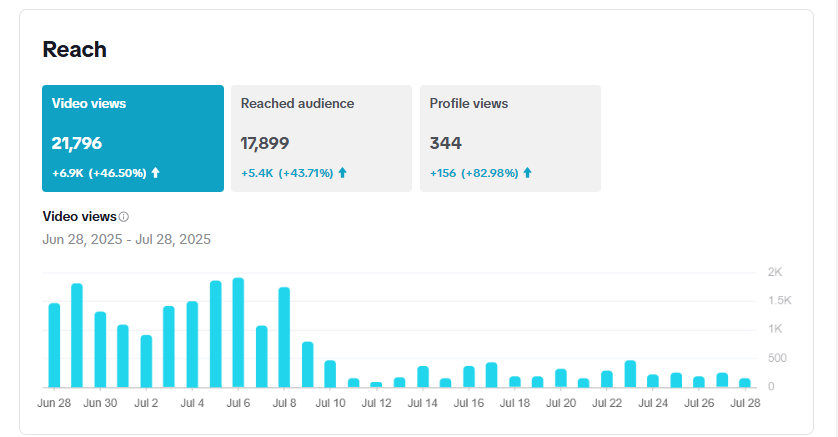 Reach
Video views
21,796
+6.9K (+46.50%)
Reached audience
17,899
+5.4K (+43.71%)
Profile views
344
+156 (+82.98%)
Video views
Jun 28, 2025 - Jul 28, 2025
2K
1.5K
1K
500
0
Jun 28 Jun 30 Jul 2 Jul 4 Jul 6 Jul 8 Jul 10 Jul 12 Jul 14 Jul 16 Jul 18 Jul 20 Jul 22 Jul 24 Jul 26 Jul 28